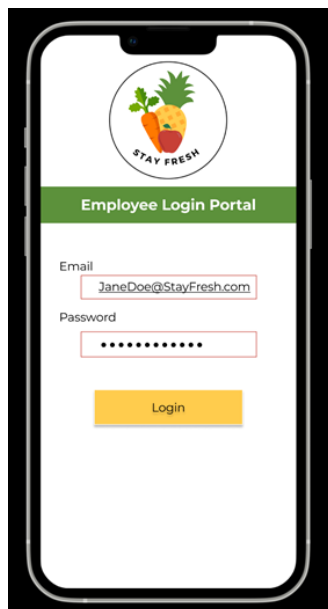 STAY FRESH
Employee Login Portal
Email
JaneDoe@StayFresh.com
Password
••••••••••••
Login